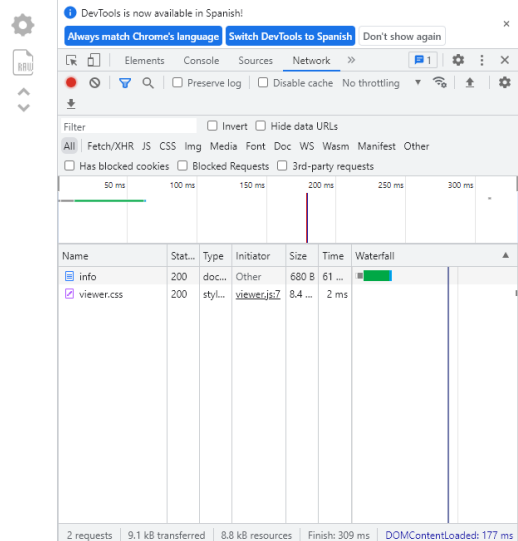 DevTools is now available in Spanish!
Always match Chrome's language Switch DevTools to Spanish Don't show again
RAW
Elements Console Sources Network 1
Preserve log Disable cache No throttling
Filter Invert Hide data URLs
All Fetch/XHR JS CSS Img Media Font Doc WS Wasm Manifest Other
Has blocked cookies Blocked Requests 3rd-party requests
50 ms 100 ms 150 ms 200 ms 250 ms 300 ms
Name Stat... Type Initiator Size Time Waterfall
info 200 doc... Other 680 B 61 ...
viewer.css 200 styl... viewer.js:7 8.4 ... 2 ms
2 requests 9.1 kB transferred 8.8 kB resources Finish: 309 ms DOMContentLoaded: 177 ms